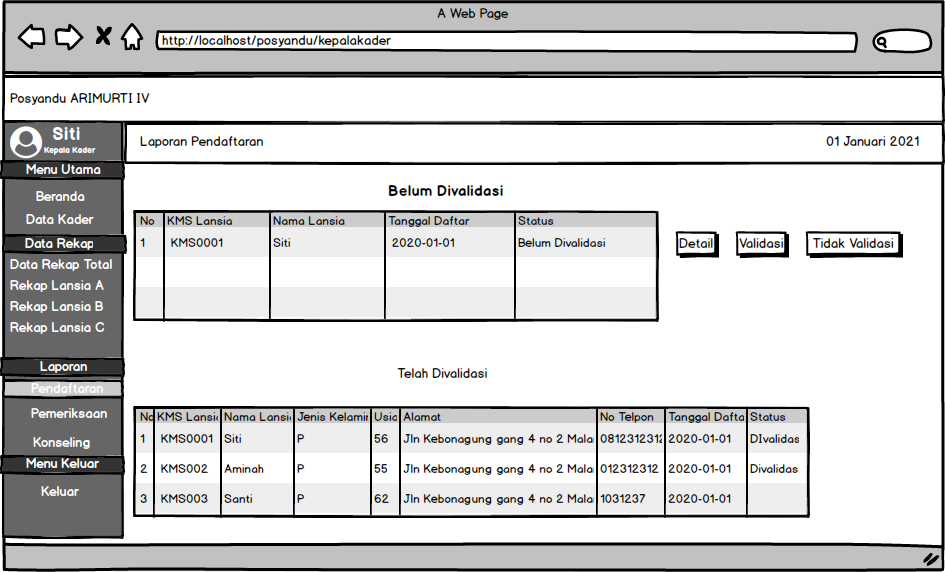 A Web Page
http://localhost/posyandu/kepalakader
Posyandu ARIMURTI IV
Siti
Kepala Kader
Menu Utama
Beranda
Data Kader
Data Rekap
Data Rekap Total
Rekap Lansia A
Rekap Lansia B
Rekap Lansia C
Laporan
Pendaftaran
Pemeriksaan
Konseling
Menu Keluar
Keluar
Laporan Pendaftaran 01 Januari 2021
Belum Divalidasi
No KMS Lansia Nama Lansia Tanggal Daftar Status
1 KMS0001 Siti 2020-01-01 Belum Divalidasi
Detail Validasi Tidak Validasi
Telah Divalidasi
No KMS Lansia Nama Lansia Jenis Kelamin Usia Alamat No Telpon Tanggal Dafta Status
1 KMS0001 Siti P 56 Jln Kebonagung gang 4 no 2 Mala 0812312312 2020-01-01 DIvalidas
2 KMS002 Aminah P 55 Jln Kebonagung gang 4 no 2 Mala 012312312 2020-01-01 Divalidas
3 KMS003 Santi P 62 Jln Kebonagung gang 4 no 2 Mala 1031237 2020-01-01